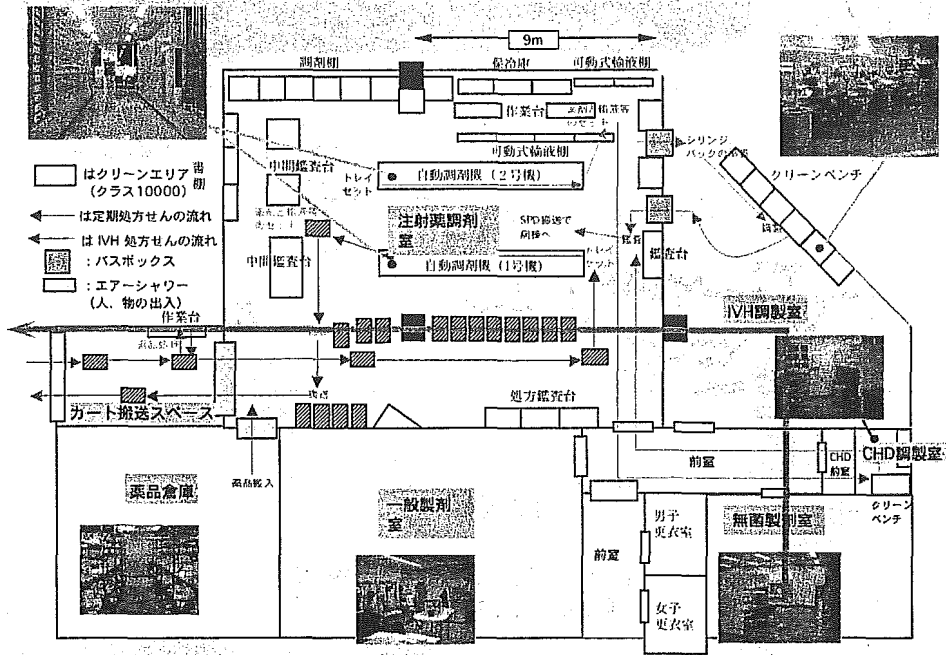 9m
調剤棚
保冷庫
可動式輸液棚
作業台
のセット
可動式輸液棚
シリンジ
クリーンベンチ
中間鑑査台
トレイ
セット
自動調剤機（2号機）
書
棚
はクリーンエリア
（クラス10000）
は定期処方せんの流れ
は IVH 処方せんの流れ
：パスボックス
：エアーシャワー
（人、物の出入）
注射薬調剤
室
SPD搬送で
病棟へ
鑑査
鑑査台
トレイ
セット
中間鑑査台
自動調剤機（1号機）
作業台
IVH調製室
カート搬送スペース
処方鑑査台
薬品搬入
薬品倉庫
一般製剤
室
前室
CHD
前室
CHD調製室
クリーン
ベンチ
無菌製剤室
前室
男子
更衣室
女子
更衣室